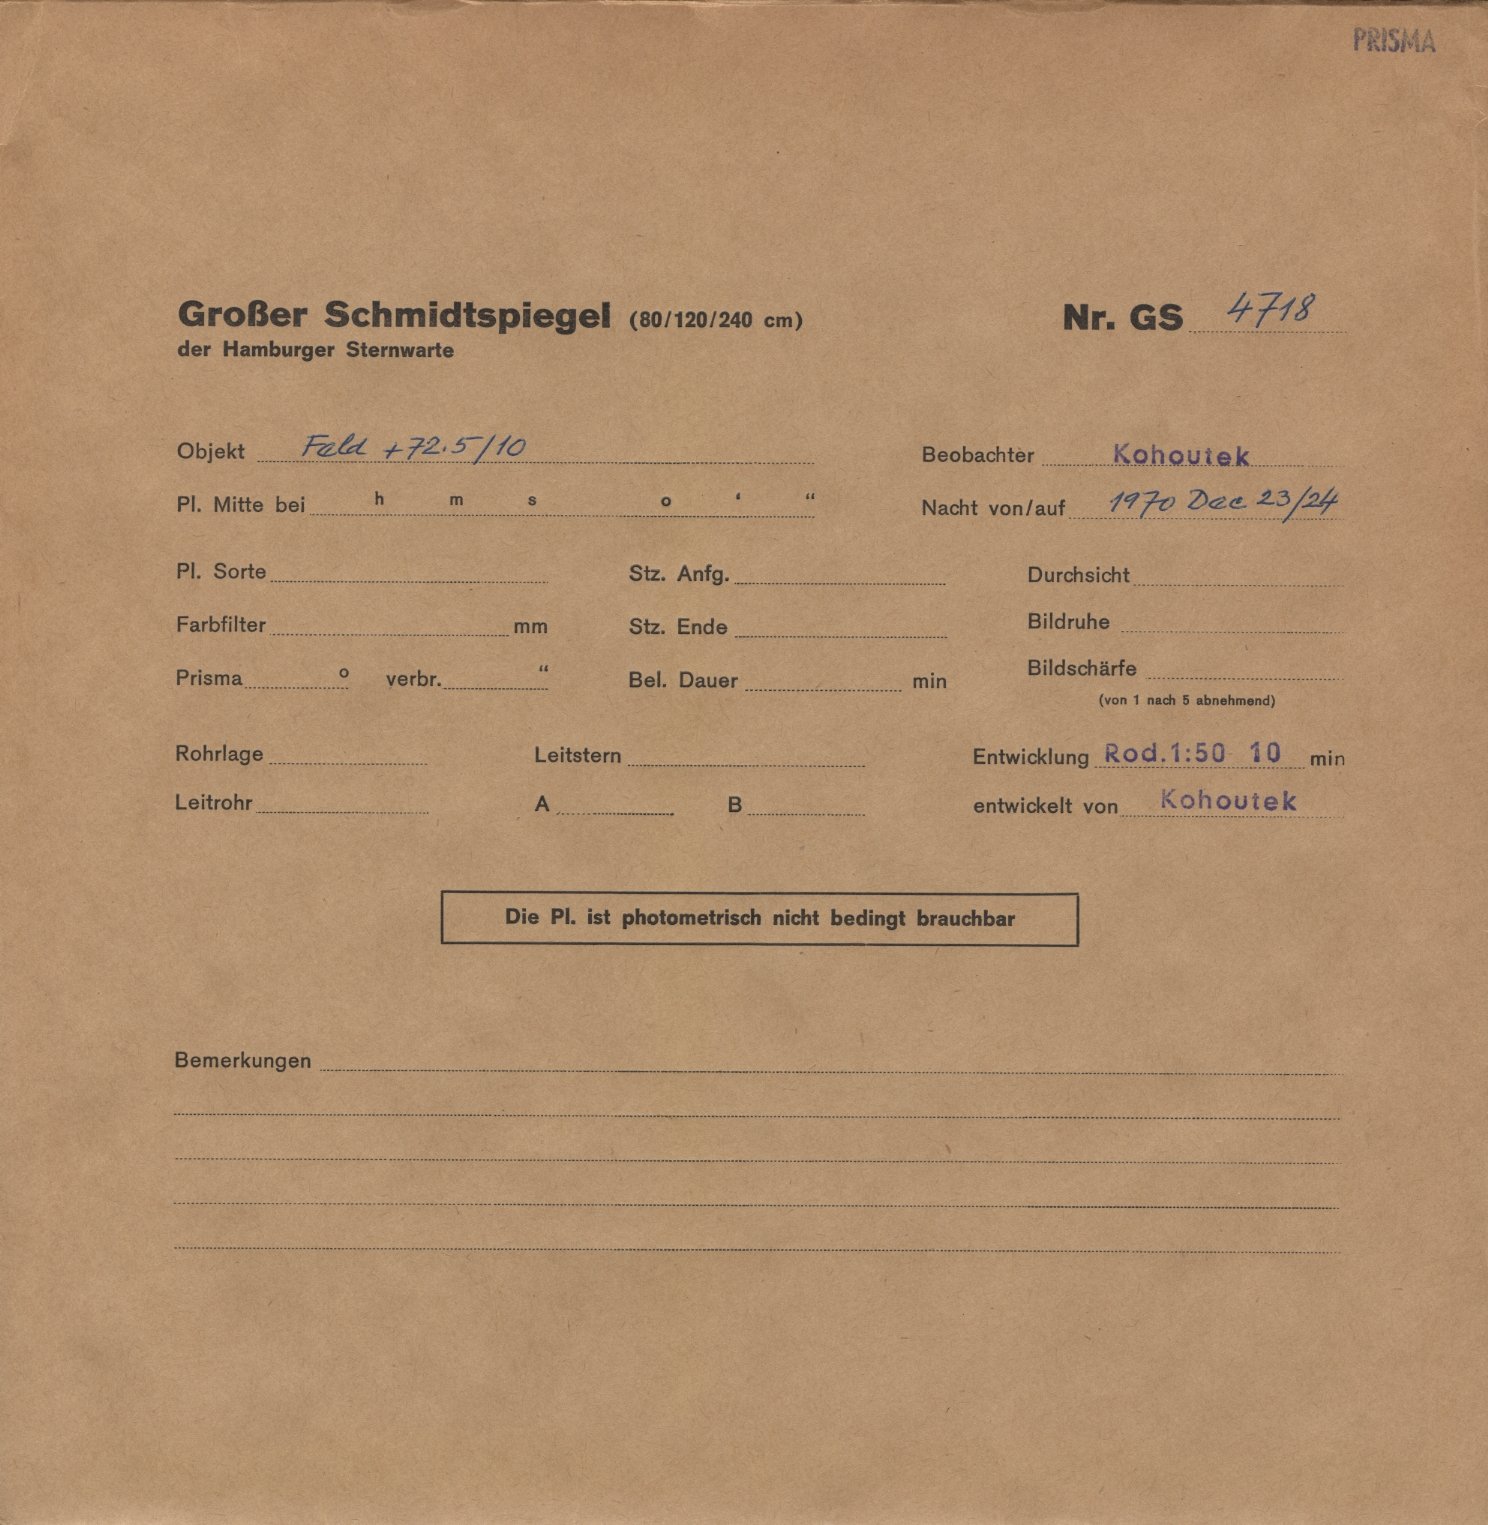 PRISMA
Großer Schmidtspiegel (80/120/240 cm) Nr. GS 4718
der Hamburger Sternwarte
Objekt Feld +72.5/10 Beobachter Kohoutek
Pl. Mitte bei h m s o ‘ “ Nacht von/auf 1970 Dec 23/24
Pl. Sorte Stz. Anfg. Durchsicht
Farbfilter mm Stz. Ende Bildruhe
Prisma o verbr. “ Bel. Dauer min Bildschärfe
(von 1 nach 5 abnehmend)
Rohrlage Leitstern Entwicklung Rod.1:50 10 min
Leitrohr A B entwickelt von Kohoutek
Die Pl. ist photometrisch nicht bedingt brauchbar
Bemerkungen